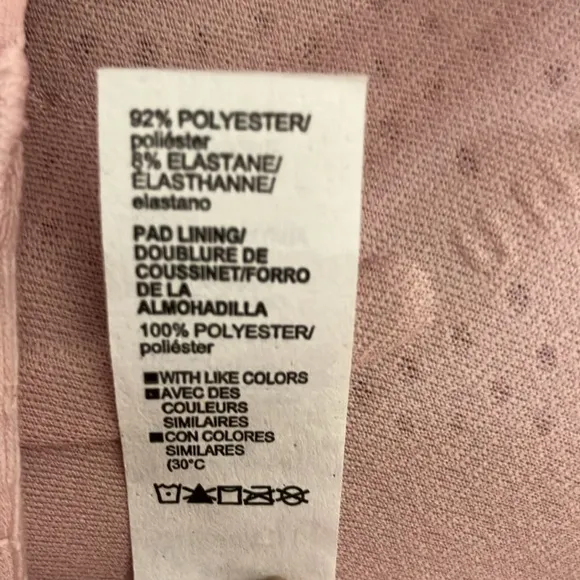 92% POLYESTER/
poliéster
8% ELASTANE/
ÉLASTHANNE/
elastano
PAD LINING/
DOUBLURE DE
COUSSINET/FORRO
DE LA
ALMOHADILLA
100% POLYESTER/
poliéster
WITH LIKE COLORS
AVEC DES
COULEURS
SIMILAIRES
CON COLORES
SIMILARES
(30°C